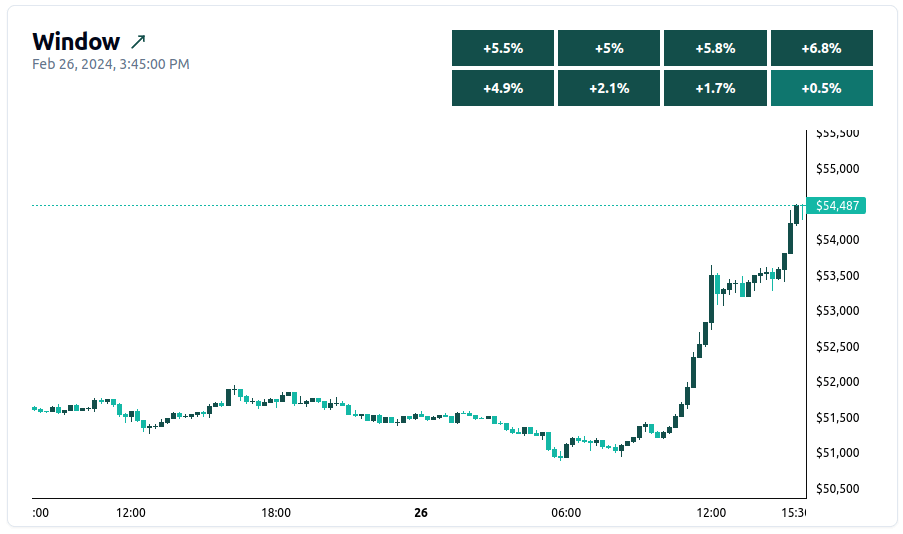 Window ↗
Feb 26, 2024, 3:45:00 PM
+5.5% +5% +5.8% +6.8%
+4.9% +2.1% +1.7% +0.5%
$55,500
$55,000
$54,487
$54,000
$53,500
$53,000
$52,500
$52,000
$51,500
$51,000
$50,500
:00 12:00 18:00 26 06:00 12:00 15:30